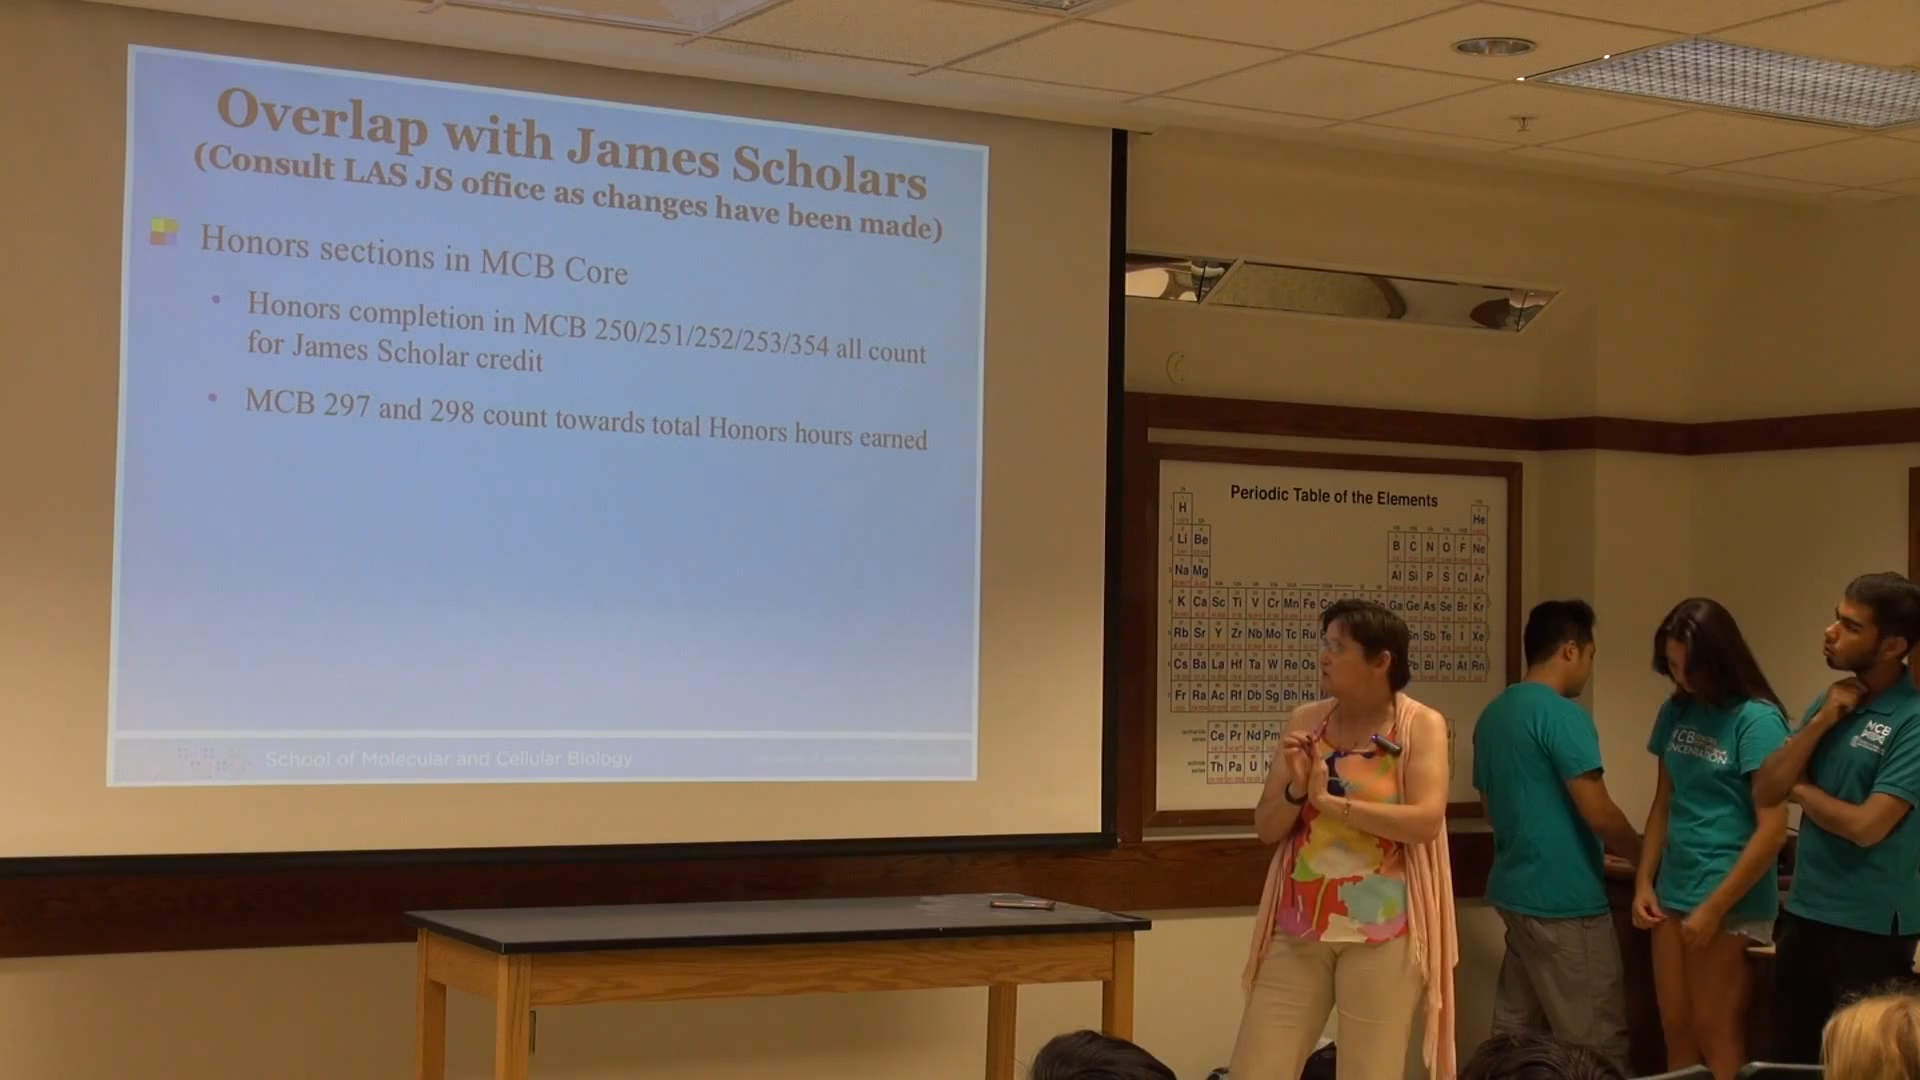 Overlap with James Scholars
(Consult LAS JS office as changes have been made)
Honors sections in MCB Core
• Honors completion in MCB 250/251/252/253/354 all count
for James Scholar credit
• MCB 297 and 298 count towards total Honors hours earned
School of Molecular and Cellular Biology
Periodic Table of the Elements
H He
Li Be B C N O F Ne
Na Mg Al Si P S Cl Ar
K Ca Sc Ti V Cr Mn Fe Ga Ge As Se Br Kr
Rb Sr Y Zr Nb Mo Tc Ru Sn Sb Te I Xe
Cs Ba La Hf Ta W Re Os Pb Bi Po At Rn
Fr Ra Ac Rf Db Sg Bh Hs
Ce Pr Nd Pm
Th Pa U
MCB
MCB